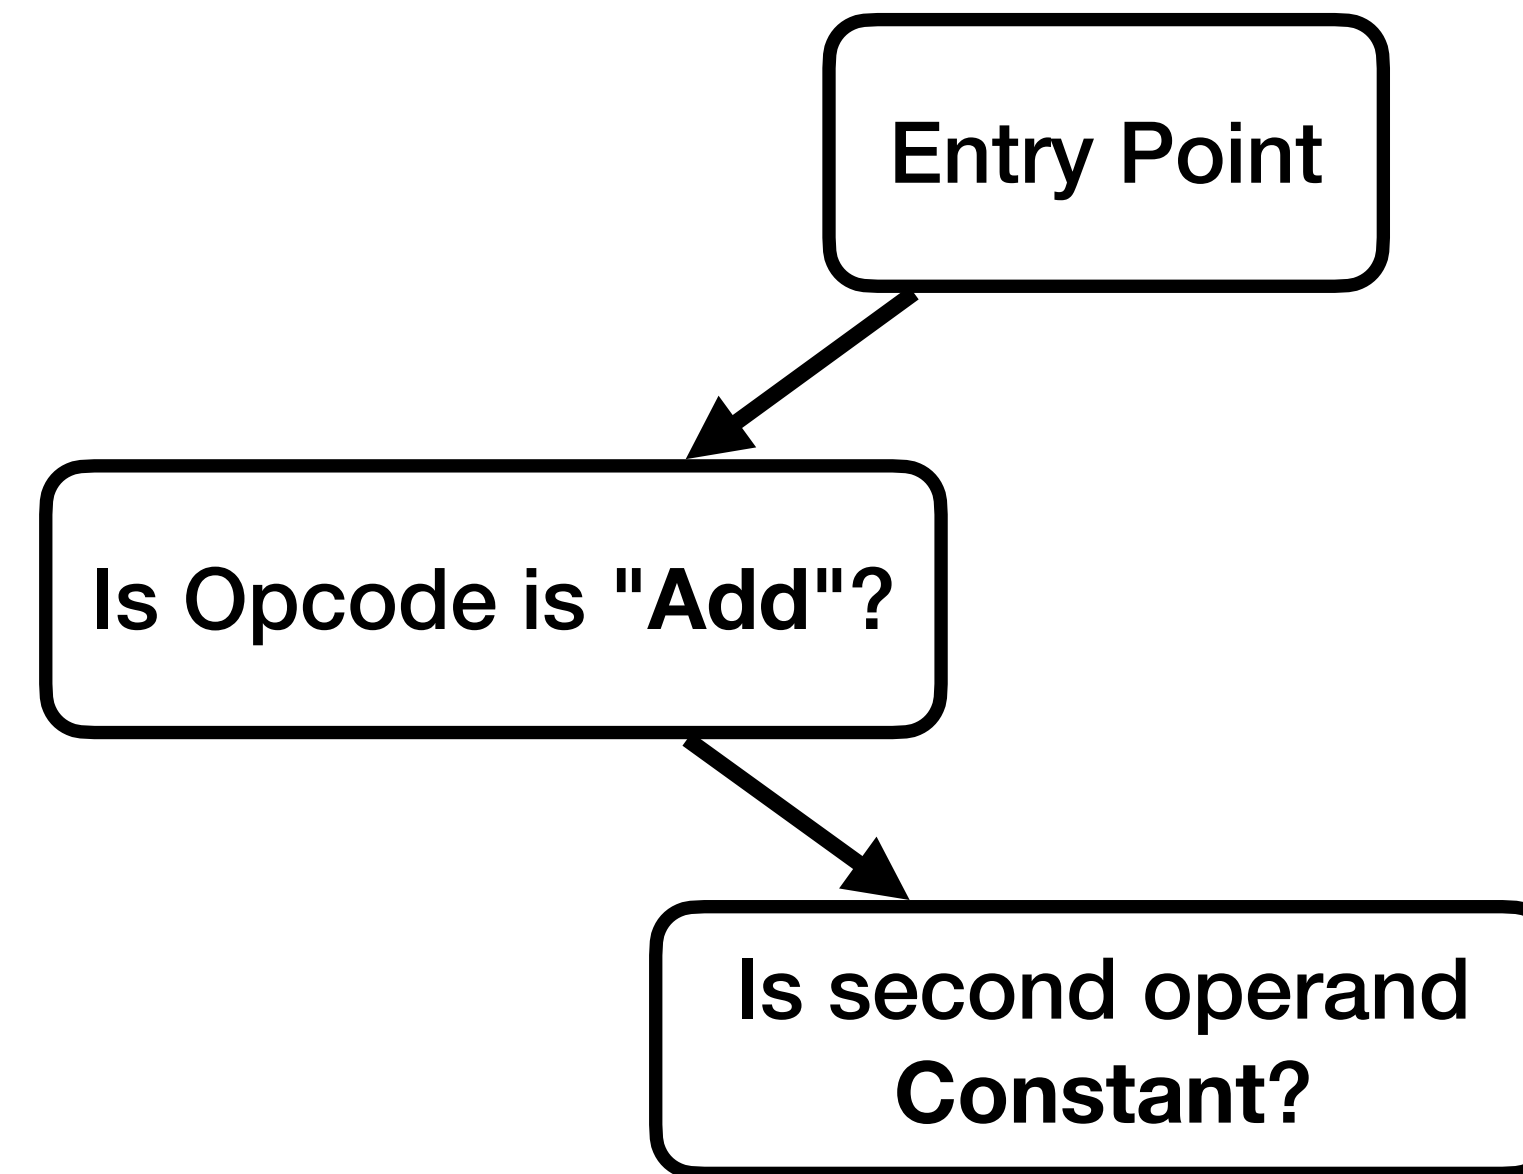 Entry Point
Is Opcode is "Add"?
Is second operand
Constant?